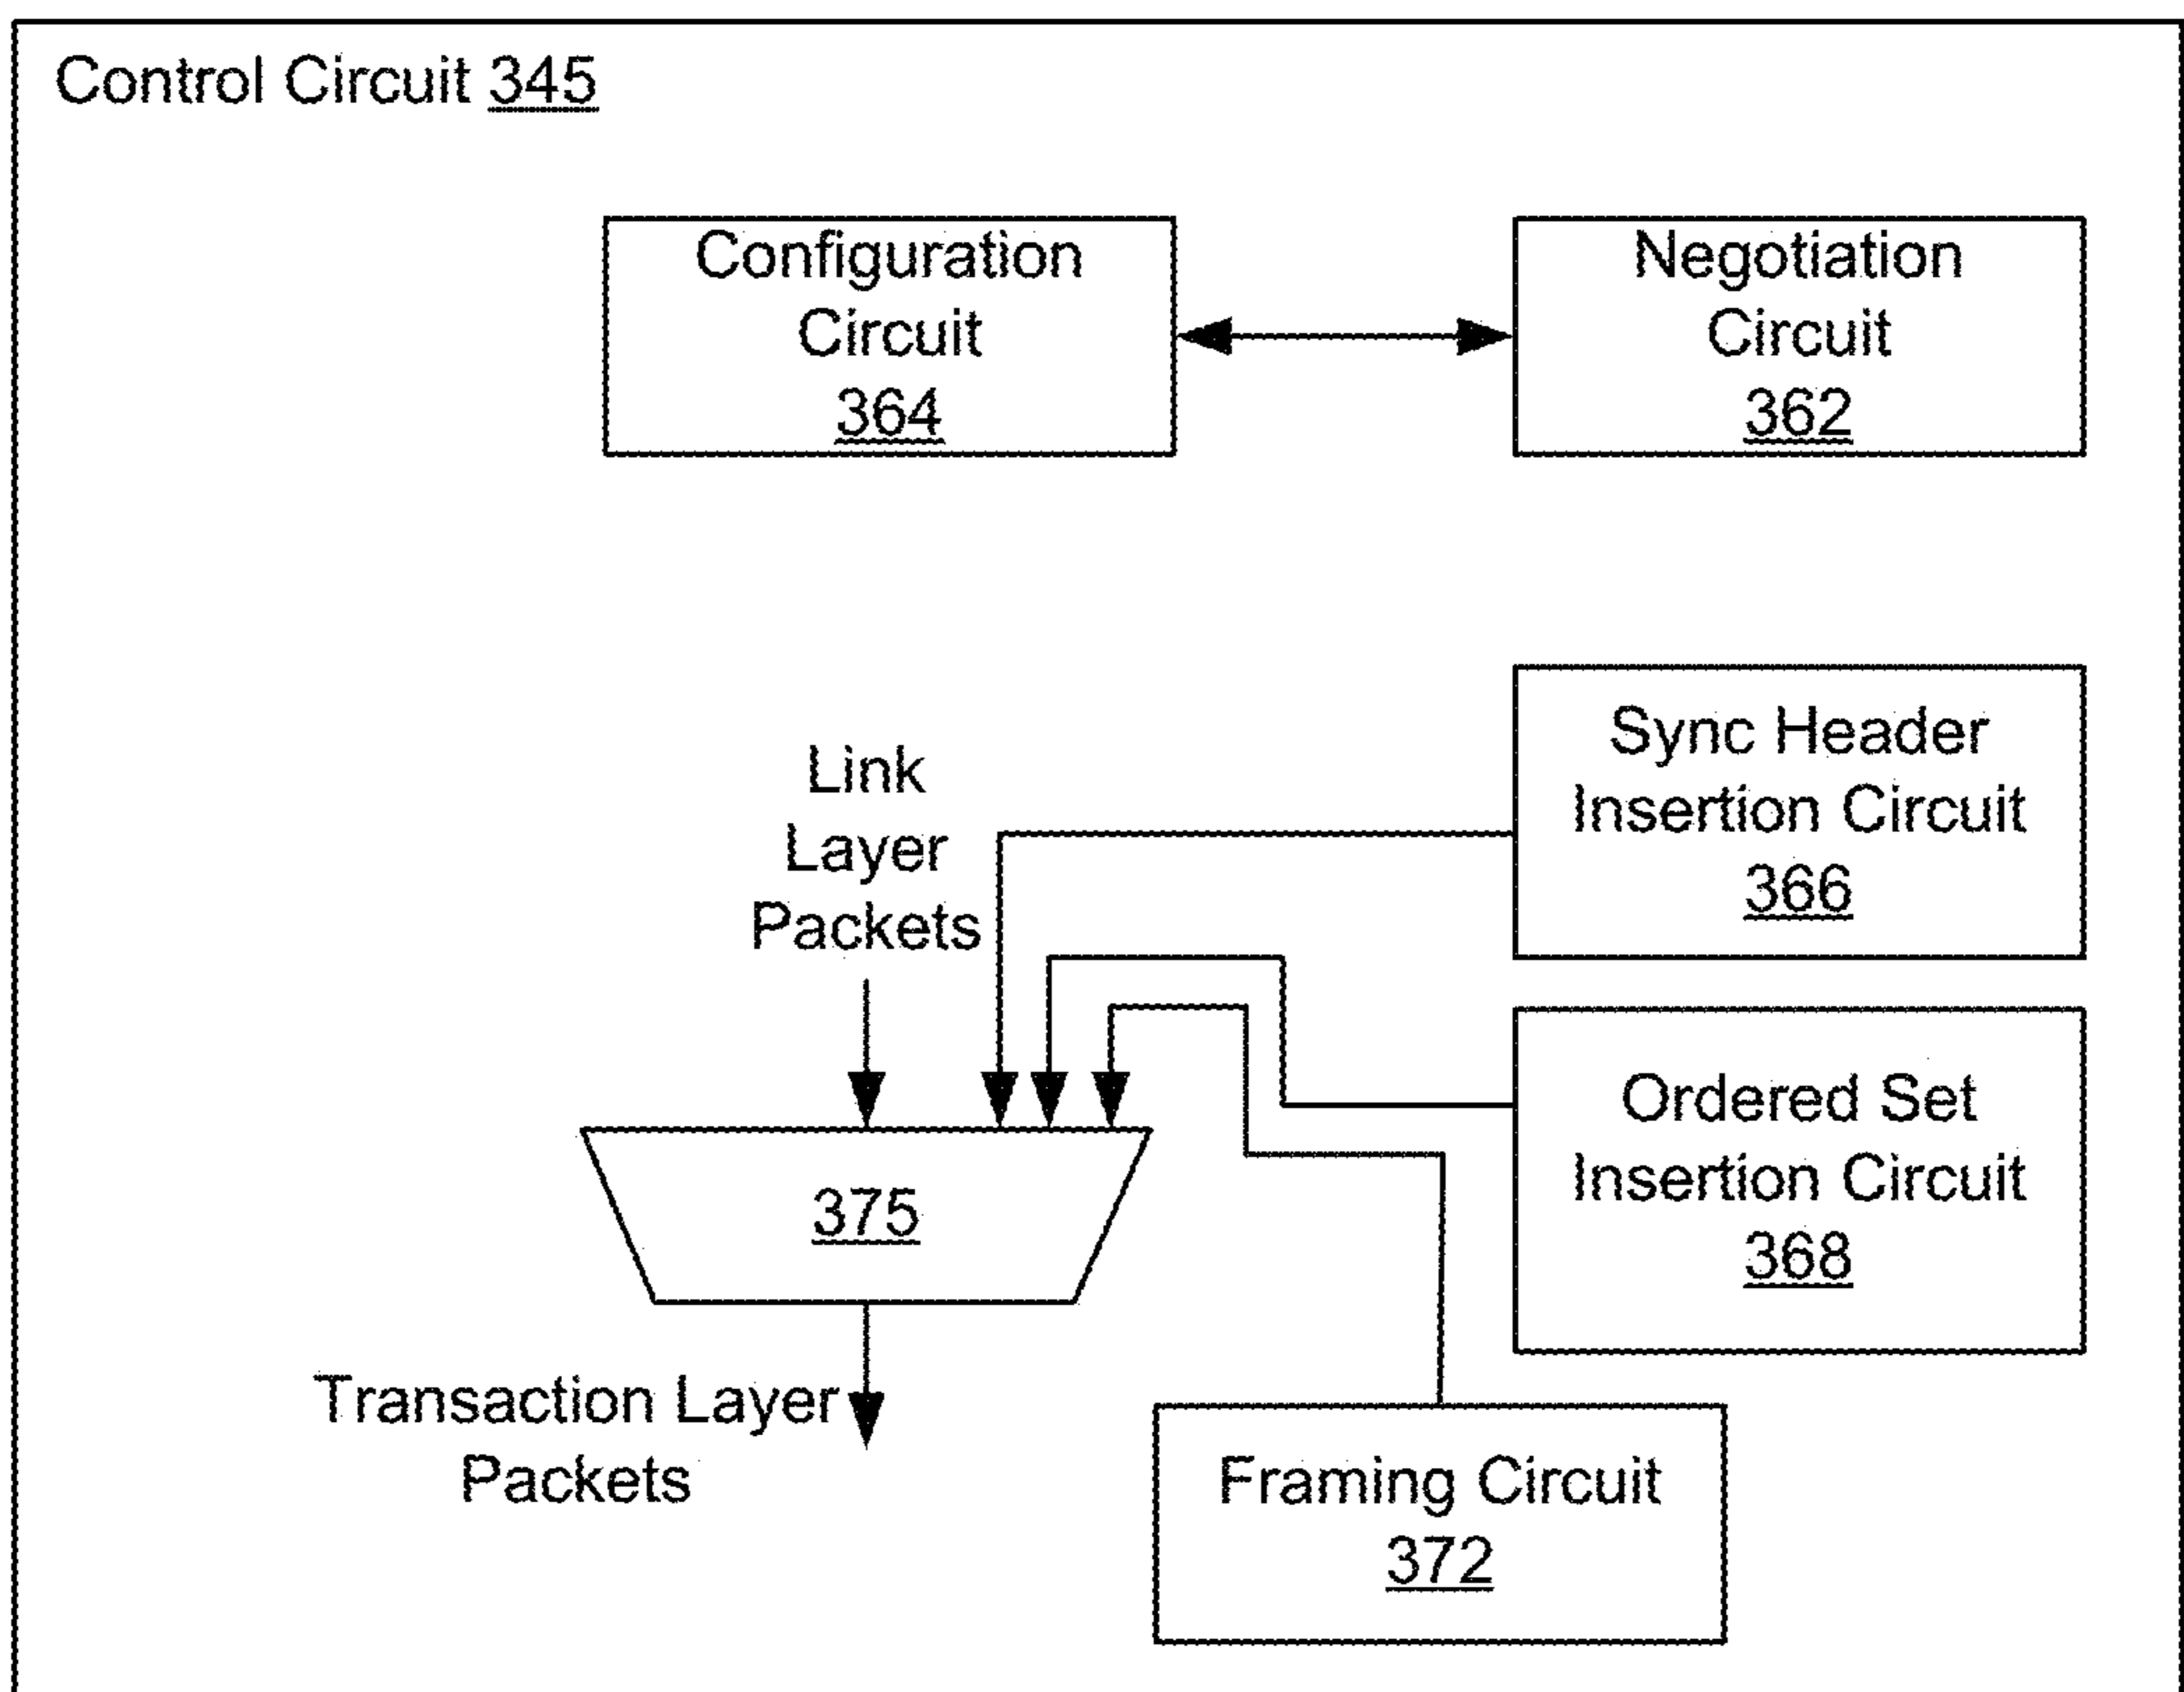 Control Circuit 345
Configuration
Circuit
364
Negotiation
Circuit
362
Sync Header
Insertion Circuit
366
Link
Layer
Packets
Ordered Set
Insertion Circuit
368
375
Transaction Layer
Packets
Framing Circuit
372